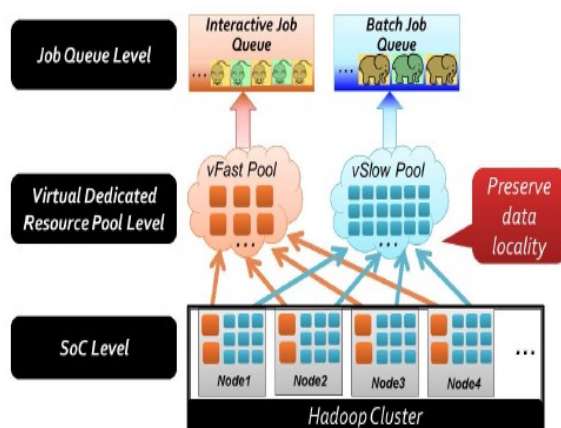 Job Queue Level
Interactive Job
Queue
...
Batch Job
Queue
...
Virtual Dedicated
Resource Pool Level
vFast Pool
...
vSlow Pool
...
Preserve
data
locality
SoC Level
Node1
Node2
Node3
Node4
...
Hadoop Cluster